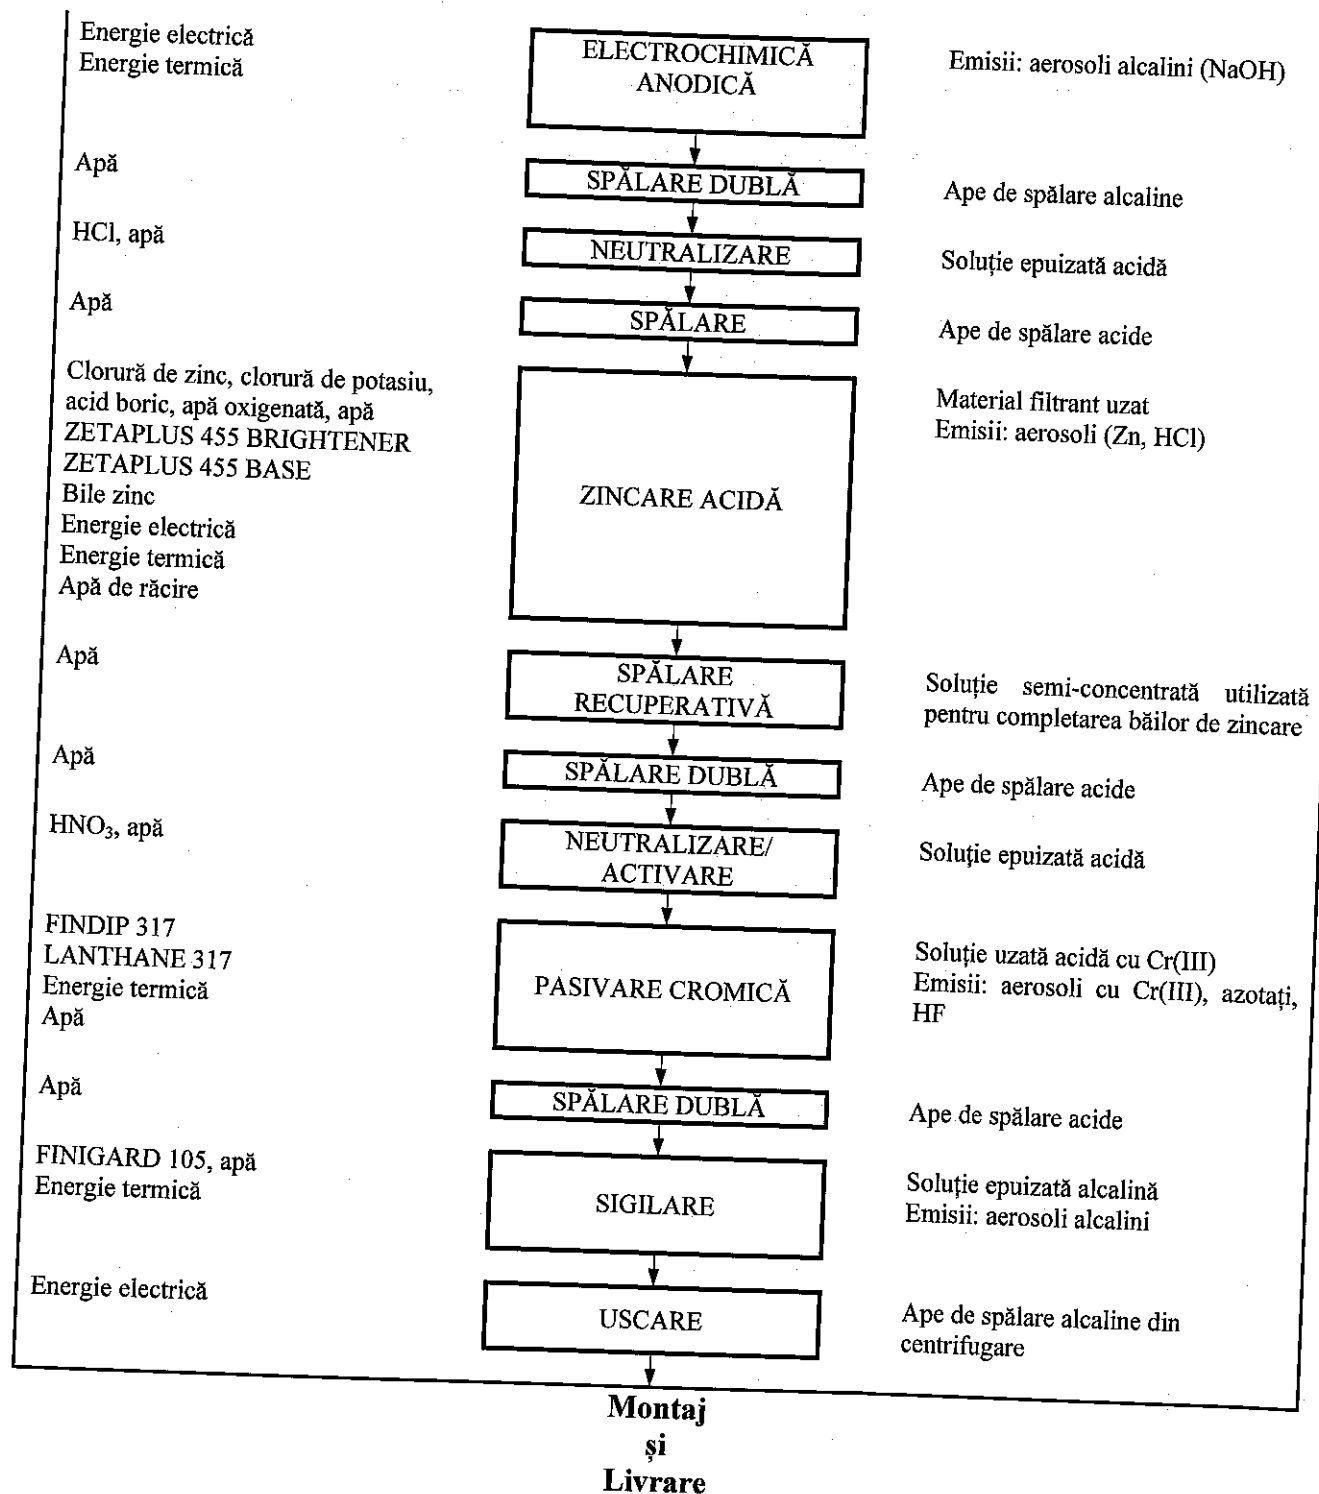 Energie electrică
Energie termică
ELECTROCHIMICĂ
ANODICĂ
Emisii: aerosoli alcalini (NaOH)
Apă
SPĂLARE DUBLĂ
Ape de spălare alcaline
HCl, apă
NEUTRALIZARE
Soluție epuizată acidă
Apă
SPĂLARE
Ape de spălare acide
Clorură de zinc, clorură de potasiu,
acid boric, apă oxigenată, apă
ZETAPLUS 455 BRIGHTENER
ZETAPLUS 455 BASE
Bile zinc
Energie electrică
Energie termică
Apă de răcire
ZINCARE ACIDĂ
Material filtrant uzat
Emisii: aerosoli (Zn, HCl)
Apă
SPĂLARE
RECUPERATIVĂ
Soluție semi-concentrată utilizată
pentru completarea băilor de zincare
Apă
SPĂLARE DUBLĂ
Ape de spălare acide
HNO₃, apă
NEUTRALIZARE/
ACTIVARE
Soluție epuizată acidă
FINDIP 317
LANTHANE 317
Energie termică
Apă
PASIVARE CROMICĂ
Soluție uzată acidă cu Cr(III)
Emisii: aerosoli cu Cr(III), azotați,
HF
Apă
SPĂLARE DUBLĂ
Ape de spălare acide
FINIGARD 105, apă
Energie termică
SIGILARE
Soluție epuizată alcalină
Emisii: aerosoli alcalini
Energie electrică
USCARE
Ape de spălare alcaline din
centrifugare
Montaj
și
Livrare